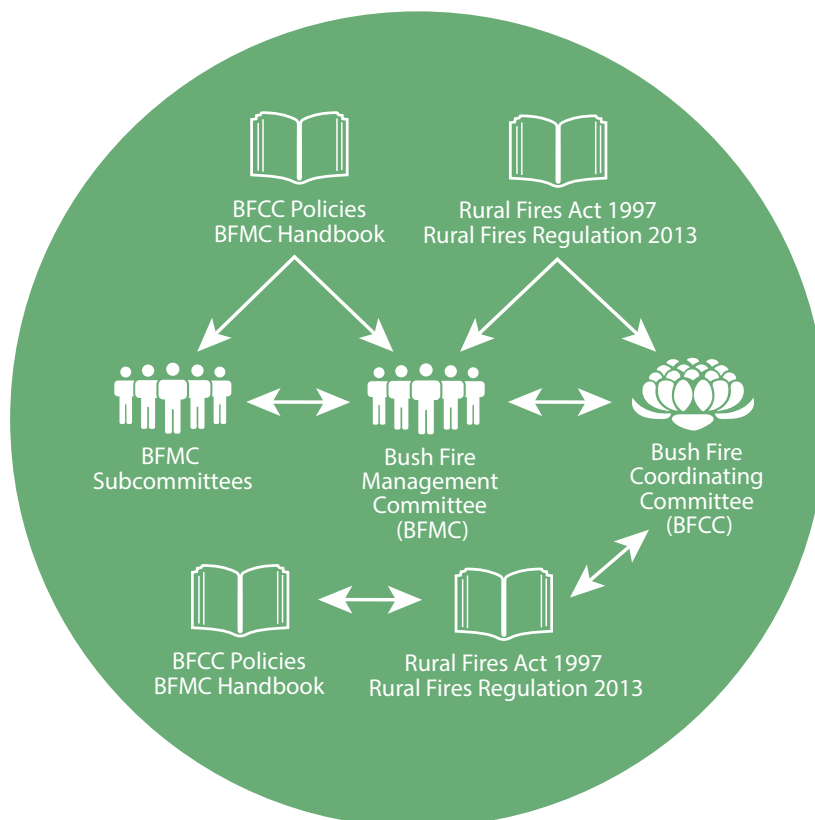 BFCC Policies
BFMC Handbook
Rural Fires Act 1997
Rural Fires Regulation 2013
BFMC
Subcommittees
Bush Fire
Management
Committee
(BFMC)
Bush Fire
Coordinating
Committee
(BFCC)
BFCC Policies
BFMC Handbook
Rural Fires Act 1997
Rural Fires Regulation 2013